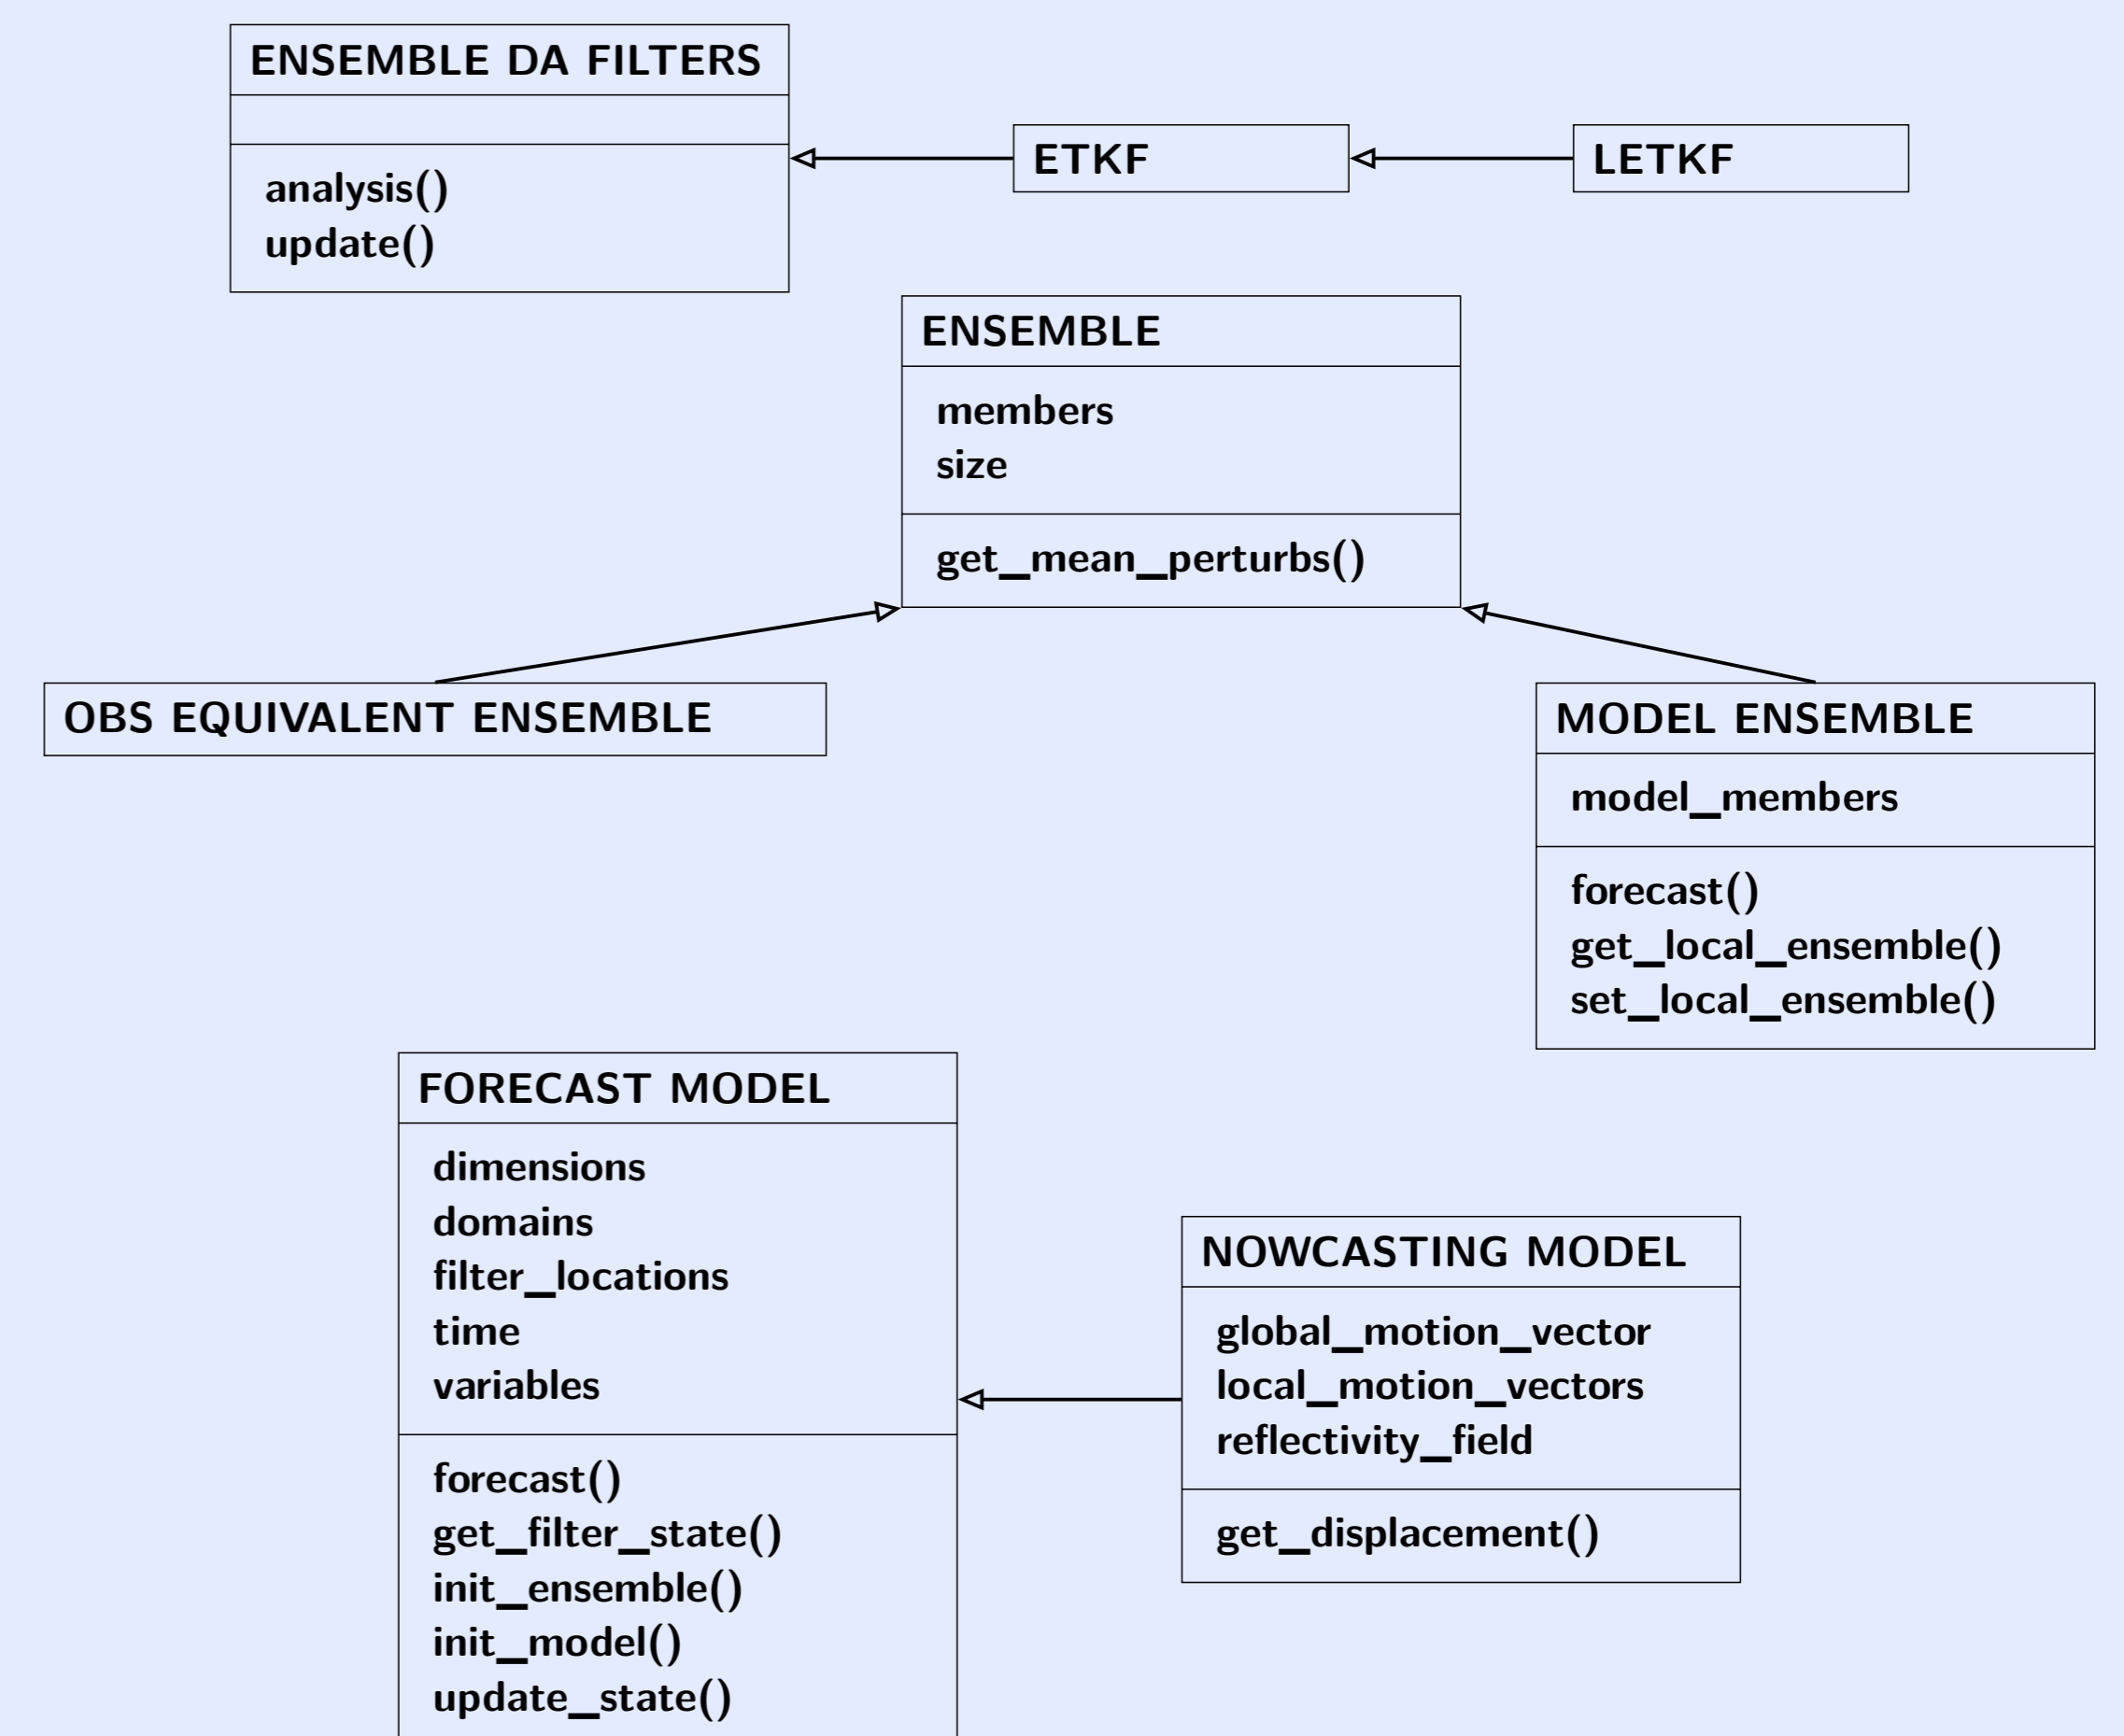 ENSEMBLE DA FILTERS
analysis()
update()
ETKF
LETKF
ENSEMBLE
members
size
get_mean_perturbs()
OBS EQUIVALENT ENSEMBLE
MODEL ENSEMBLE
model_members
forecast()
get_local_ensemble()
set_local_ensemble()
FORECAST MODEL
dimensions
domains
filter_locations
time
variables
forecast()
get_filter_state()
init_ensemble()
init_model()
update_state()
NOWCASTING MODEL
global_motion_vector
local_motion_vectors
reflectivity_field
get_displacement()